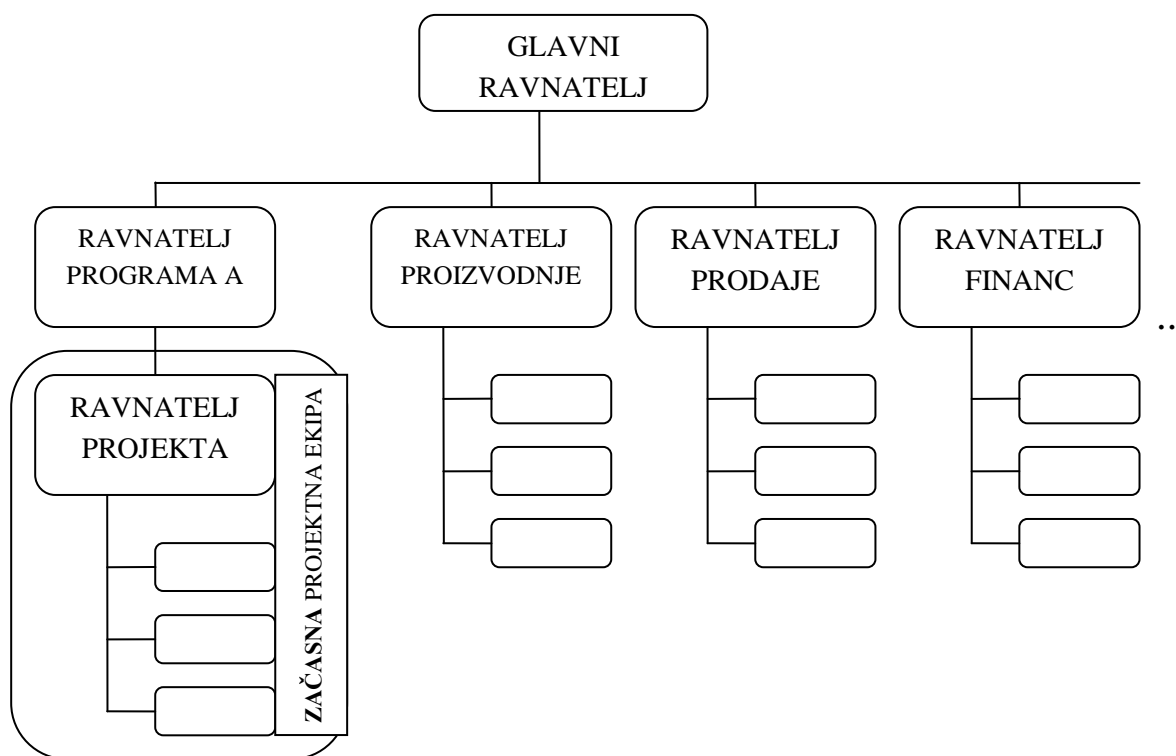 GLAVNI
RAVNATELJ
RAVNATELJ
PROGRAMA A
RAVNATELJ
PROIZVODNJE
RAVNATELJ
PRODAJE
RAVNATELJ
FINANC
..
RAVNATELJ
PROJEKTA
ZAČASNA PROJEKTNA EKIPA